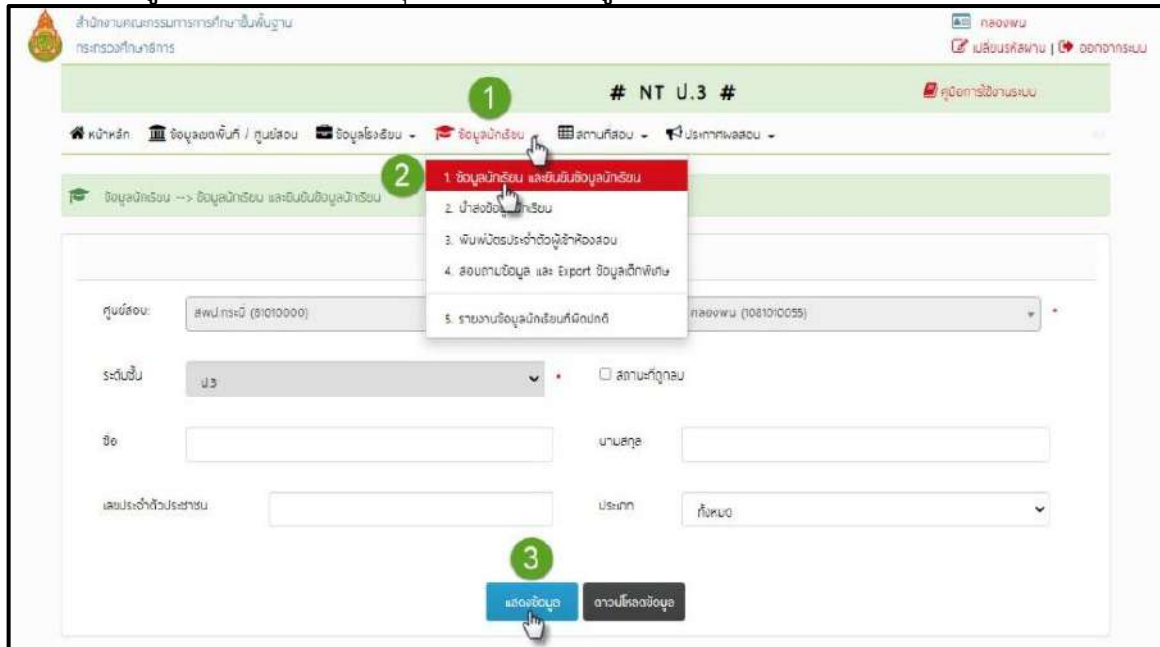 สำนักงานคณะกรรมการการศึกษาขั้นพื้นฐาน
กระทรวงศึกษาธิการ
คลองพน
เปลี่ยนรหัสผ่าน | ออกจากระบบ
# NT ป.3 #
คู่มือการใช้งานระบบ
1
หน้าหลัก ข้อมูลเขตพื้นที่ / ศูนย์สอบ ข้อมูลโรงเรียน ข้อมูลนักเรียน สถานที่สอบ ประกาศผลสอบ
2
1. ข้อมูลนักเรียน และยืนยันข้อมูลนักเรียน
ข้อมูลนักเรียน --> ข้อมูลนักเรียน และยืนยันข้อมูลนักเรียน
2. นำส่งข้อมูลนักเรียน
3. พิมพ์บัตรประจำตัวผู้เข้าห้องสอบ
4. สอบถามข้อมูล และ Export ข้อมูลเด็กพิเศษ
5. รายงานข้อมูลนักเรียนที่ผิดปกติ
ศูนย์สอบ: สพป.กระบี่ (81010000) คลองพน (1081010055) *
ระดับชั้น ป.3 * สถานะที่ถูกลบ
ชื่อ นามสกุล
เลขประจำตัวประชาชน ประเภท ทั้งหมด
3
แสดงข้อมูล ดาวน์โหลดข้อมูล